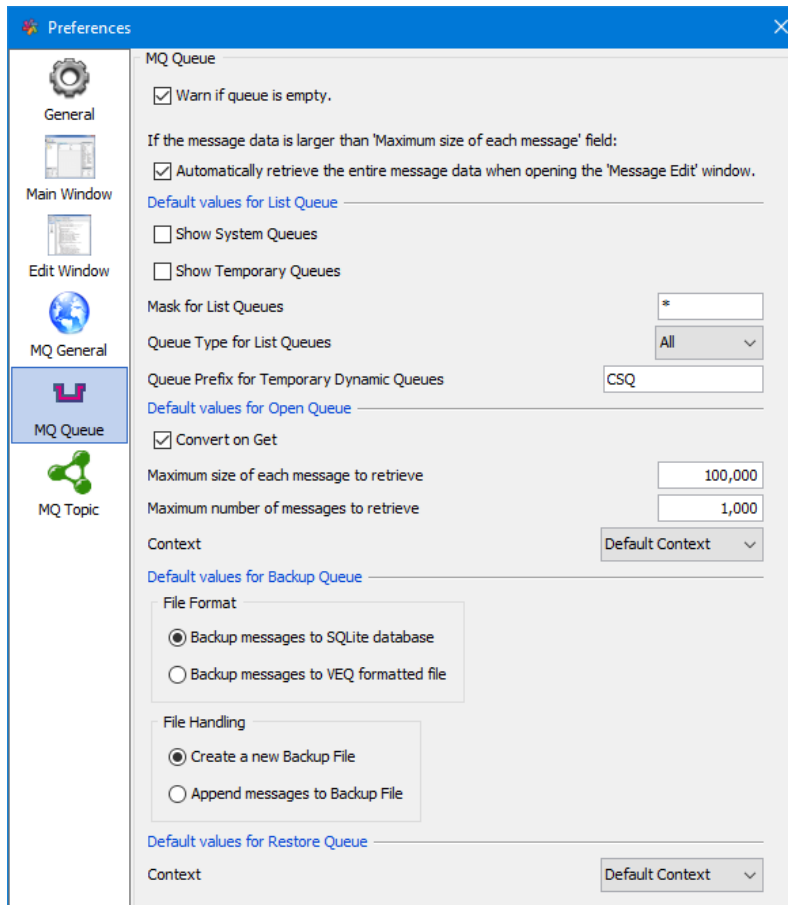 Preferences
General
Main Window
Edit Window
MQ General
MQ Queue
MQ Topic
MQ Queue
Warn if queue is empty.
If the message data is larger than 'Maximum size of each message' field:
Automatically retrieve the entire message data when opening the 'Message Edit' window.
Default values for List Queue
Show System Queues
Show Temporary Queues
Mask for List Queues *
Queue Type for List Queues All
Queue Prefix for Temporary Dynamic Queues CSQ
Default values for Open Queue
Convert on Get
Maximum size of each message to retrieve 100,000
Maximum number of messages to retrieve 1,000
Context Default Context
Default values for Backup Queue
File Format
Backup messages to SQLite database
Backup messages to VEQ formatted file
File Handling
Create a new Backup File
Append messages to Backup File
Default values for Restore Queue
Context Default Context